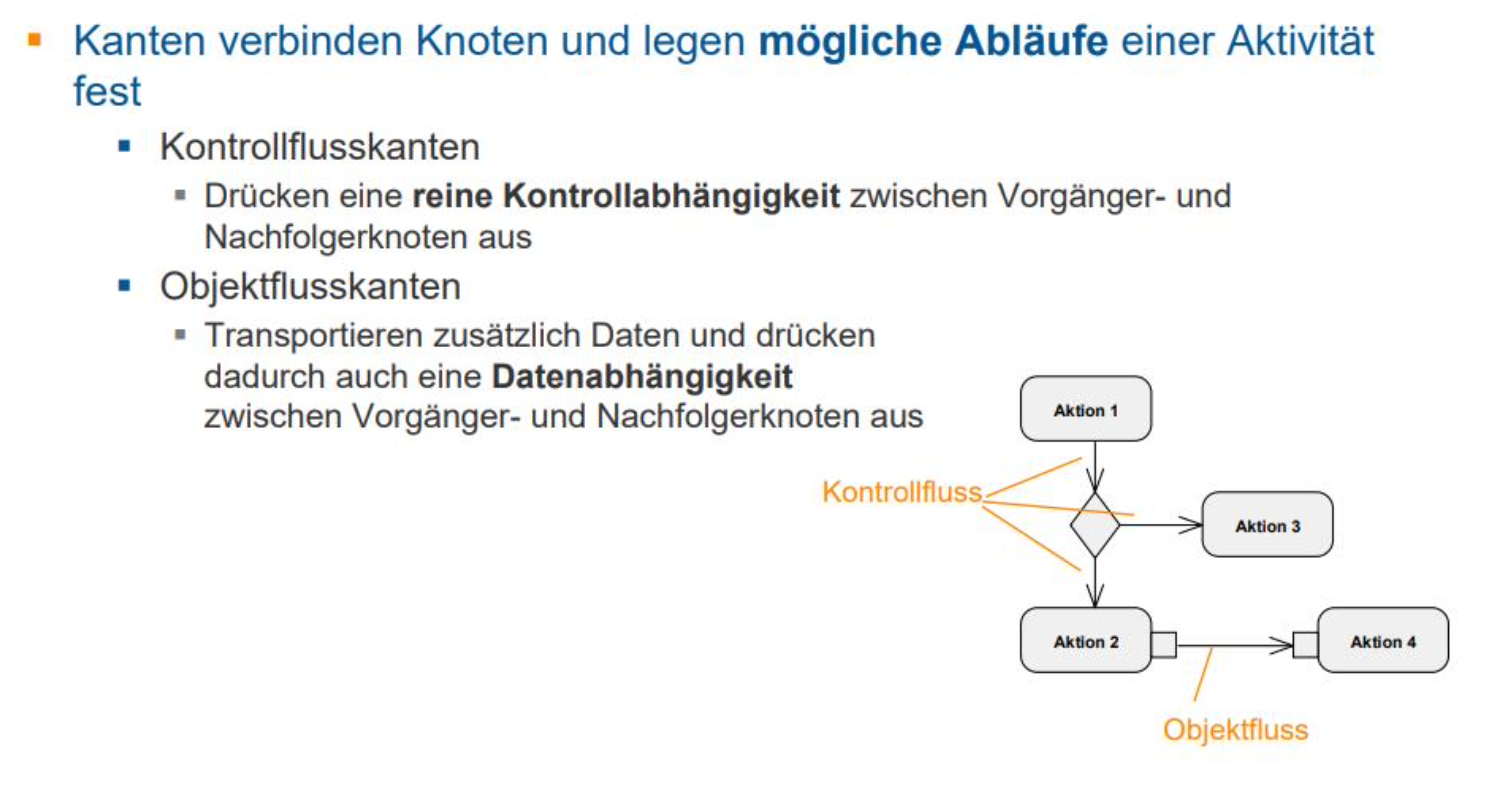 Kanten verbinden Knoten und legen mögliche Abläufe einer Aktivität
fest
Kontrollflusskanten
Drücken eine reine Kontrollabhängigkeit zwischen Vorgänger- und
Nachfolgerknoten aus
Objektflusskanten
Transportieren zusätzlich Daten und drücken
dadurch auch eine Datenabhängigkeit
zwischen Vorgänger- und Nachfolgerknoten aus
Aktion 1
Kontrollfluss
Aktion 3
Aktion 2
Aktion 4
Objektfluss